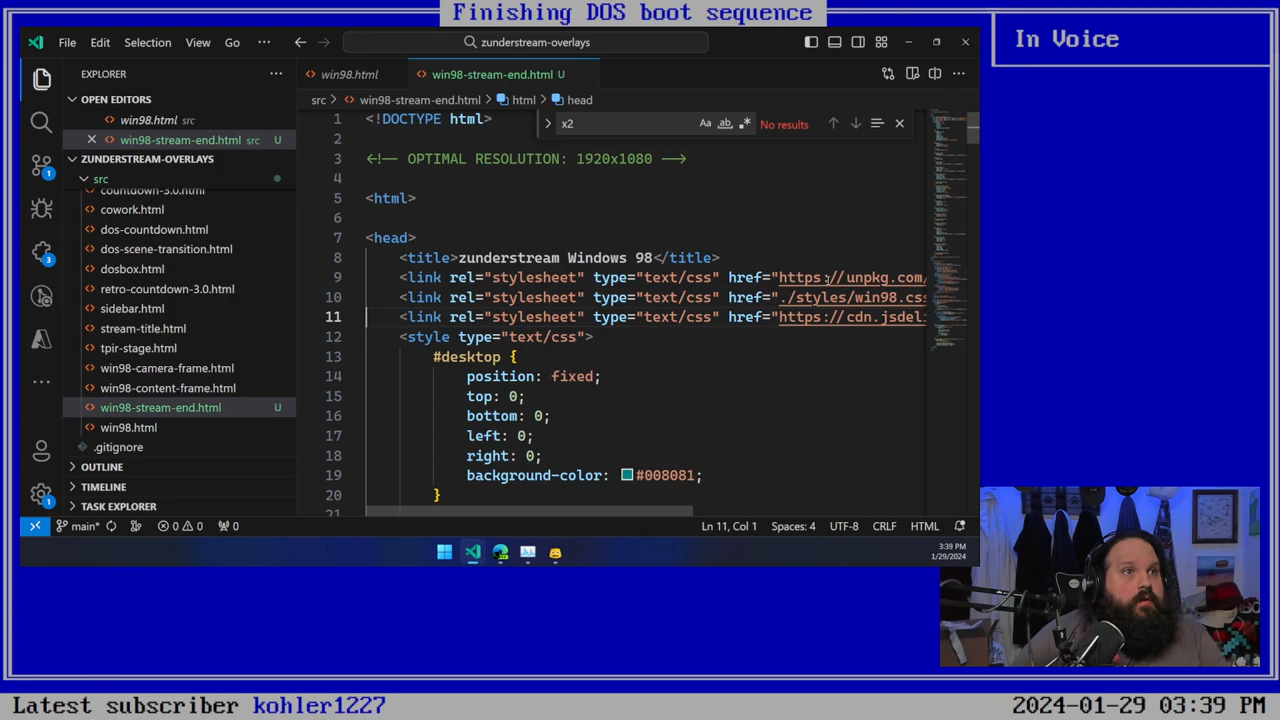 Finishing DOS boot sequence
In Voice
File Edit Selection View Go
zunderstream-overlays
EXPLORER
OPEN EDITORS
win98.html src
win98-stream-end.html src
ZUNDERSTREAM-OVERLAYS
src
countdown-3.0.html
cowork.html
dos-countdown.html
dos-scene-transition.html
dosbox.html
retro-countdown-3.0.html
sidebar.html
stream-title.html
tpir-stage.html
win98-camera-frame.html
win98-content-frame.html
win98-stream-end.html U
win98.html
.gitignore
OUTLINE
TIMELINE
TASK EXPLORER
win98.html
win98-stream-end.html U
src > win98-stream-end.html > html > head
x2
Aa ab No results
1 <!DOCTYPE html>
2
3 <!-- OPTIMAL RESOLUTION: 1920x1080 -->
4
5 <html>
6
7 <head>
<title>zunderstream Windows 98</title>
<link rel="stylesheet" type="text/css" href="https://unpkg.com/
<link rel="stylesheet" type="text/css" href="./styles/win98.css
11 <link rel="stylesheet" type="text/css" href="https://cdn.jsdel
<style type="text/css">
13 #desktop {
14 position: fixed;
15 top: 0;
16 bottom: 0;
17 left: 0;
18 right: 0;
19 background-color: #008081;
20 }
21
1
3
1
main* 0 0 0
Ln 11, Col 1 Spaces: 4 UTF-8 CRLF HTML
3:39 PM
1/29/2024
Latest subscriber kohler1227
2024-01-29 03:39 PM